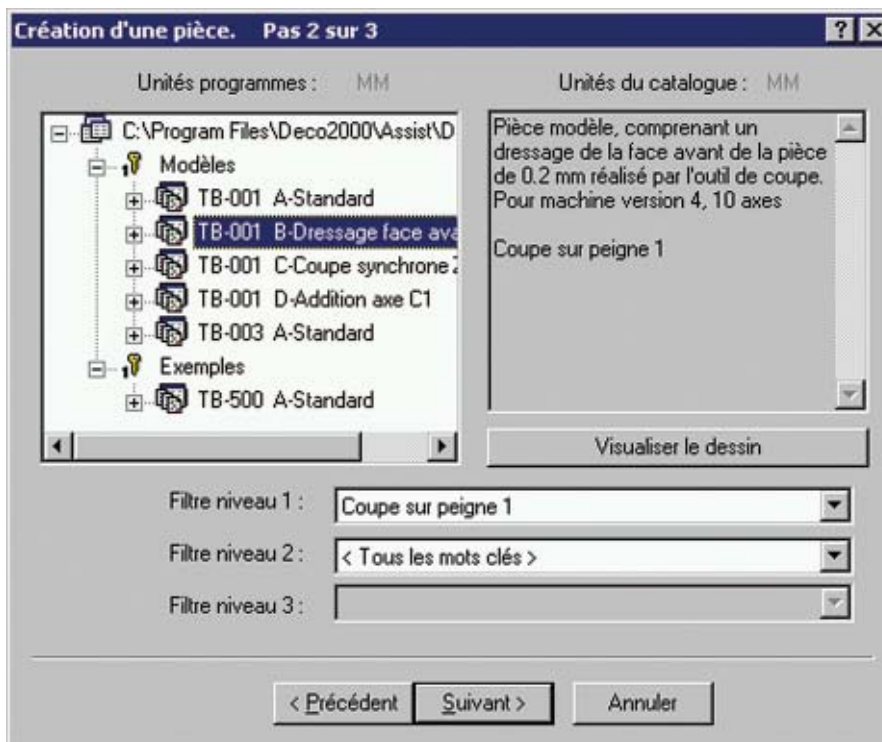 Création d'une pièce. Pas 2 sur 3
Unités programmes : MM
Unités du catalogue : MM
C:\Program Files\Deco2000\Assist\D
Modèles
TB-001 A-Standard
TB-001 B-Dressage face ava
TB-001 C-Coupe synchrone 2
TB-001 D-Addition axe C1
TB-003 A-Standard
Exemples
TB-500 A-Standard
Pièce modèle, comprenant un
dressage de la face avant de la pièce
de 0.2 mm réalisé par l'outil de coupe.
Pour machine version 4, 10 axes
Coupe sur peigne 1
Visualiser le dessin
Filtre niveau 1 : Coupe sur peigne 1
Filtre niveau 2 : < Tous les mots clés >
Filtre niveau 3 :
< Précédent Suivant > Annuler